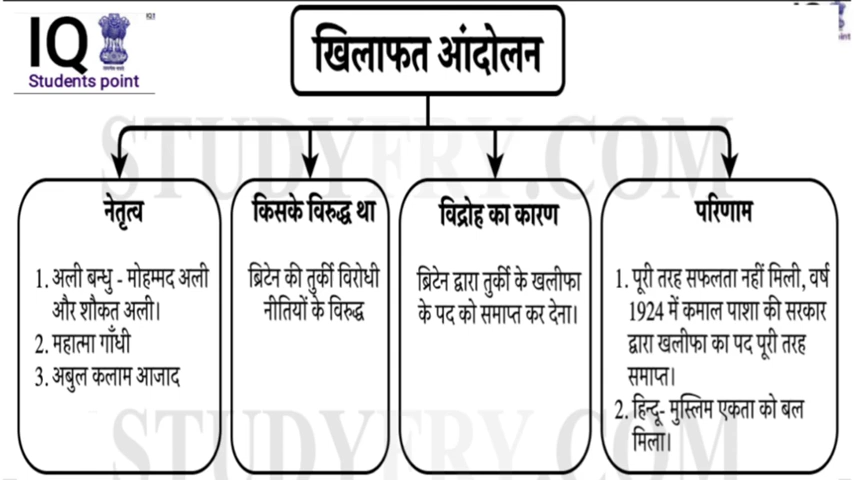 IQ
Students point
खिलाफत आंदोलन
STUDYFRY.COM
नेतृत्व
1. अली बन्धु - मोहम्मद अली
और शौकत अली।
2. महात्मा गाँधी
3. अबुल कलाम आजाद
किसके विरुद्ध था
ब्रिटेन की तुर्की विरोधी
नीतियों के विरुद्ध
विद्रोह का कारण
ब्रिटेन द्वारा तुर्की के खलीफा
के पद को समाप्त कर देना।
परिणाम
1. पूरी तरह सफलता नहीं मिली, वर्ष
1924 में कमाल पाशा की सरकार
द्वारा खलीफा का पद पूरी तरह
समाप्त।
2. हिन्दू- मुस्लिम एकता को बल
मिला।
STUDYFRY.COM